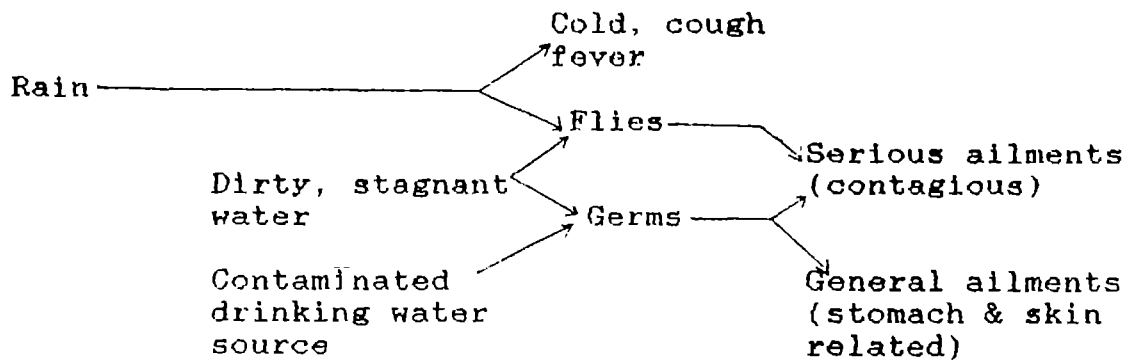 Cold, cough
fever
Rain
Flies
Serious ailments
(contagious)
Dirty, stagnant
water
Germs
Contaminated
drinking water
source
General ailments
(stomach & skin
related)